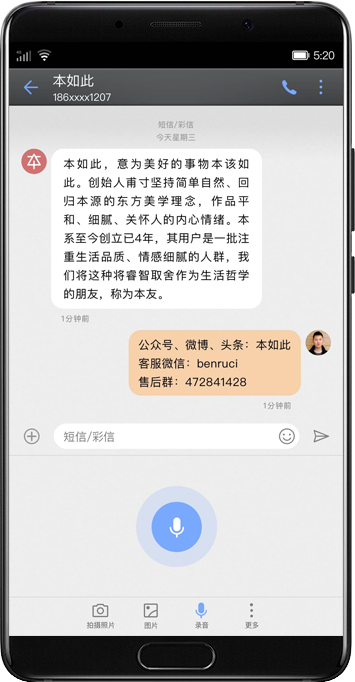 5:20
本如此
186xxxx1207
短信/彩信
今天星期三
本
本如此，意为美好的事物本该如
此。创始人甫寸坚持简单自然、回
归本源的东方美学理念，作品平
和、细腻、关怀人的内心情绪。本
系至今创立已4年，其用户是一批注
重生活品质、情感细腻的人群，我
们将这种将睿智取舍作为生活哲学
的朋友，称为本友。
1分钟前
公众号、微博、头条：本如此
客服微信：benruci
售后群：472841428
1分钟前
短信/彩信
拍摄照片 图片 录音 更多